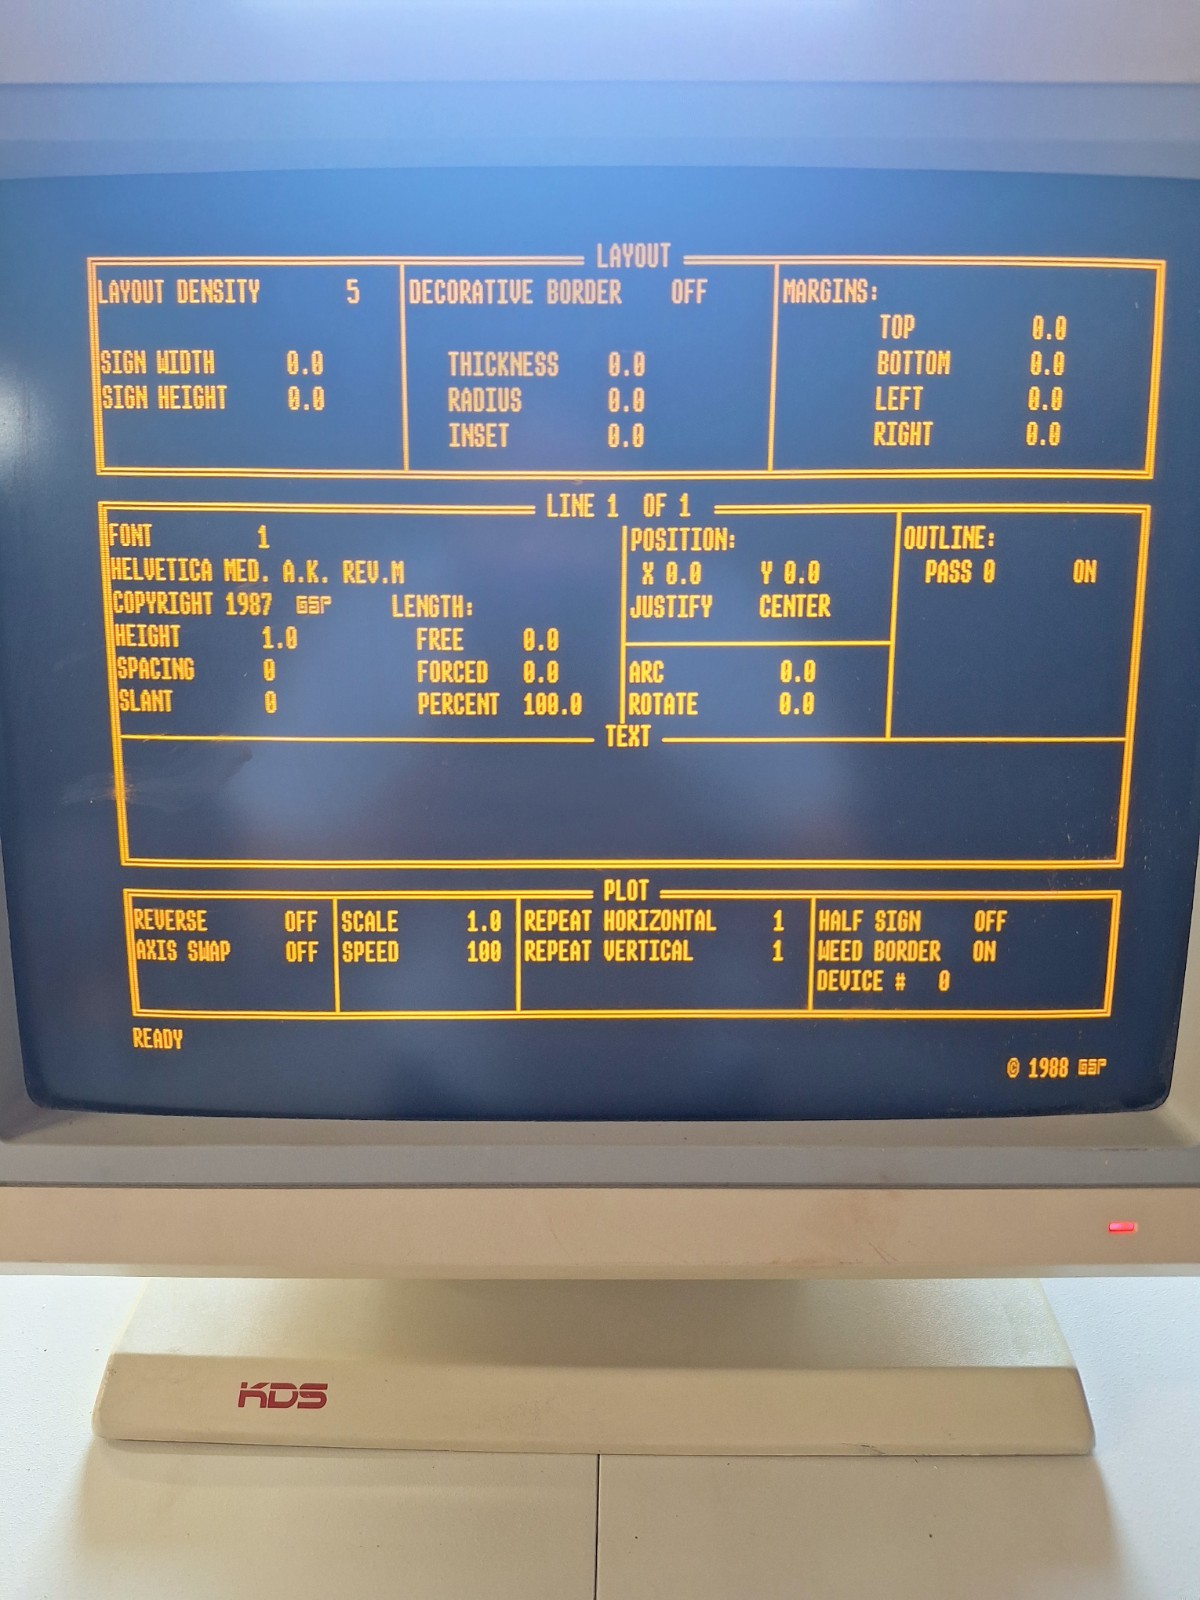 LAYOUT
LAYOUT DENSITY 5 DECORATIVE BORDER OFF MARGINS:
TOP 0.0
SIGN WIDTH 0.0 THICKNESS 0.0 BOTTOM 0.0
SIGN HEIGHT 0.0 RADIUS 0.0 LEFT 0.0
INSET 0.0 RIGHT 0.0
LINE 1 OF 1
FONT 1 POSITION: OUTLINE:
HELVETICA MED. A.K. REV.M X 0.0 Y 0.0 PASS 0 ON
COPYRIGHT 1987 GSP LENGTH: JUSTIFY CENTER
HEIGHT 1.0 FREE 0.0
SPACING 0 FORCED 0.0 ARC 0.0
SLANT 0 PERCENT 100.0 ROTATE 0.0
TEXT
PLOT
REVERSE OFF SCALE 1.0 REPEAT HORIZONTAL 1 HALF SIGN OFF
AXIS SWAP OFF SPEED 100 REPEAT VERTICAL 1 WEED BORDER ON
DEVICE # 0
READY
© 1988 GSP
KDS